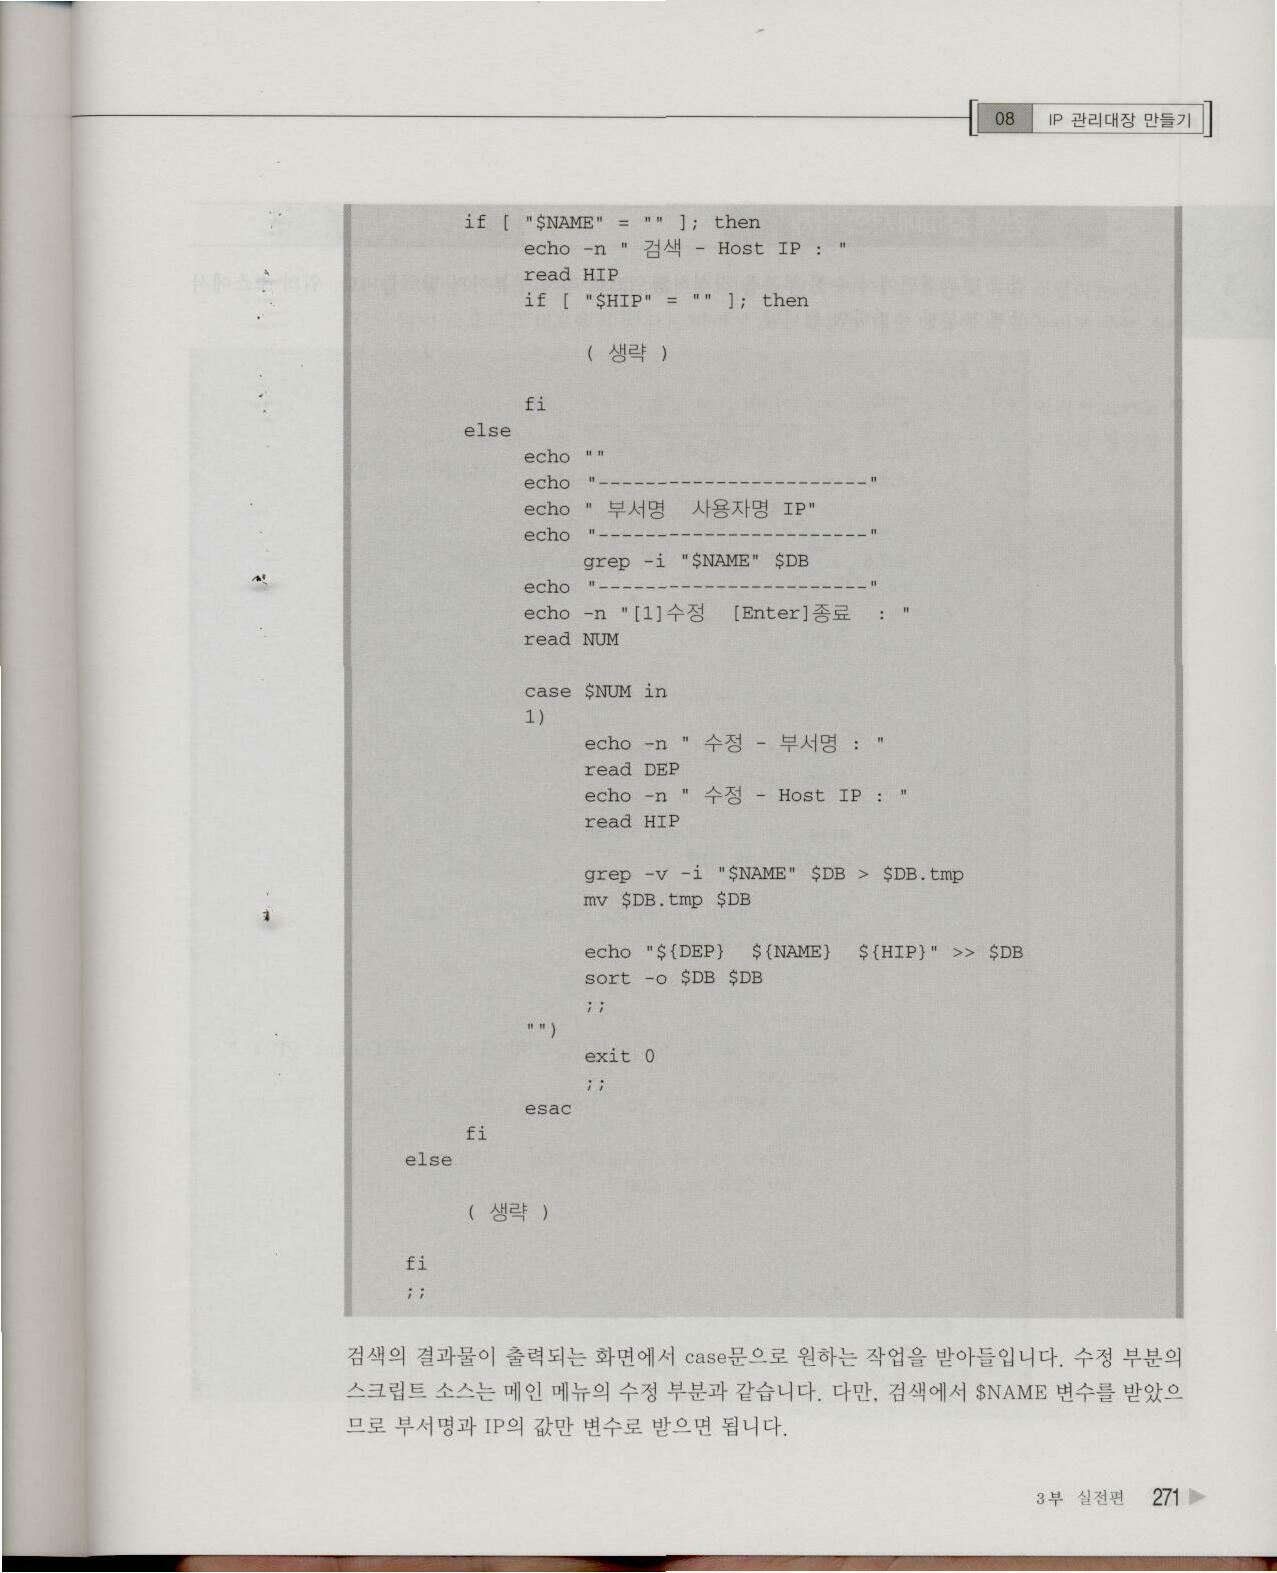 08 IP 관리대장 만들기
if [ "$NAME" = "" ]; then
echo -n " 검색 - Host IP : "
read HIP
if [ "$HIP" = "" ]; then
( 생략 )
fi
else
echo ""
echo "-----------------------"
echo " 부서명  사용자명 IP"
echo "-----------------------"
grep -i "$NAME" $DB
echo "-----------------------"
echo -n "[1]수정  [Enter]종료  : "
read NUM
case $NUM in
1)
echo -n " 수정 - 부서명 : "
read DEP
echo -n " 수정 - Host IP : "
read HIP
grep -v -i "$NAME" $DB > $DB.tmp
mv $DB.tmp $DB
echo "${DEP}  ${NAME}  ${HIP}" >> $DB
sort -o $DB $DB
;;
"")
exit 0
;;
esac
fi
else
( 생략 )
fi
;;
검색의 결과물이 출력되는 화면에서 case문으로 원하는 작업을 받아들입니다. 수정 부분의
스크립트 소스는 메인 메뉴의 수정 부분과 같습니다. 다만, 검색에서 $NAME 변수를 받았으
므로 부서명과 IP의 값만 변수로 받으면 됩니다.
3부 실전편 271